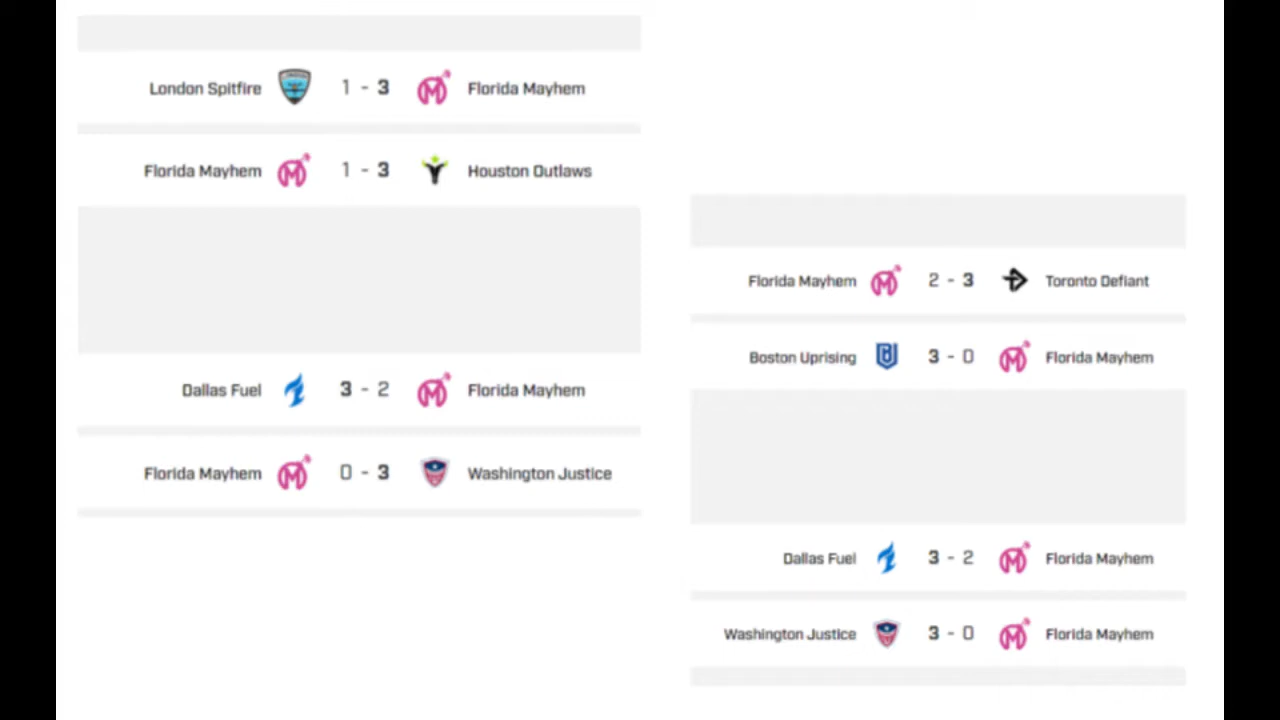 London Spitfire 1 - 3 Florida Mayhem
Florida Mayhem 1 - 3 Houston Outlaws
Dallas Fuel 3 - 2 Florida Mayhem
Florida Mayhem 0 - 3 Washington Justice
Florida Mayhem 2 - 3 Toronto Defiant
Boston Uprising 3 - 0 Florida Mayhem
Dallas Fuel 3 - 2 Florida Mayhem
Washington Justice 3 - 0 Florida Mayhem